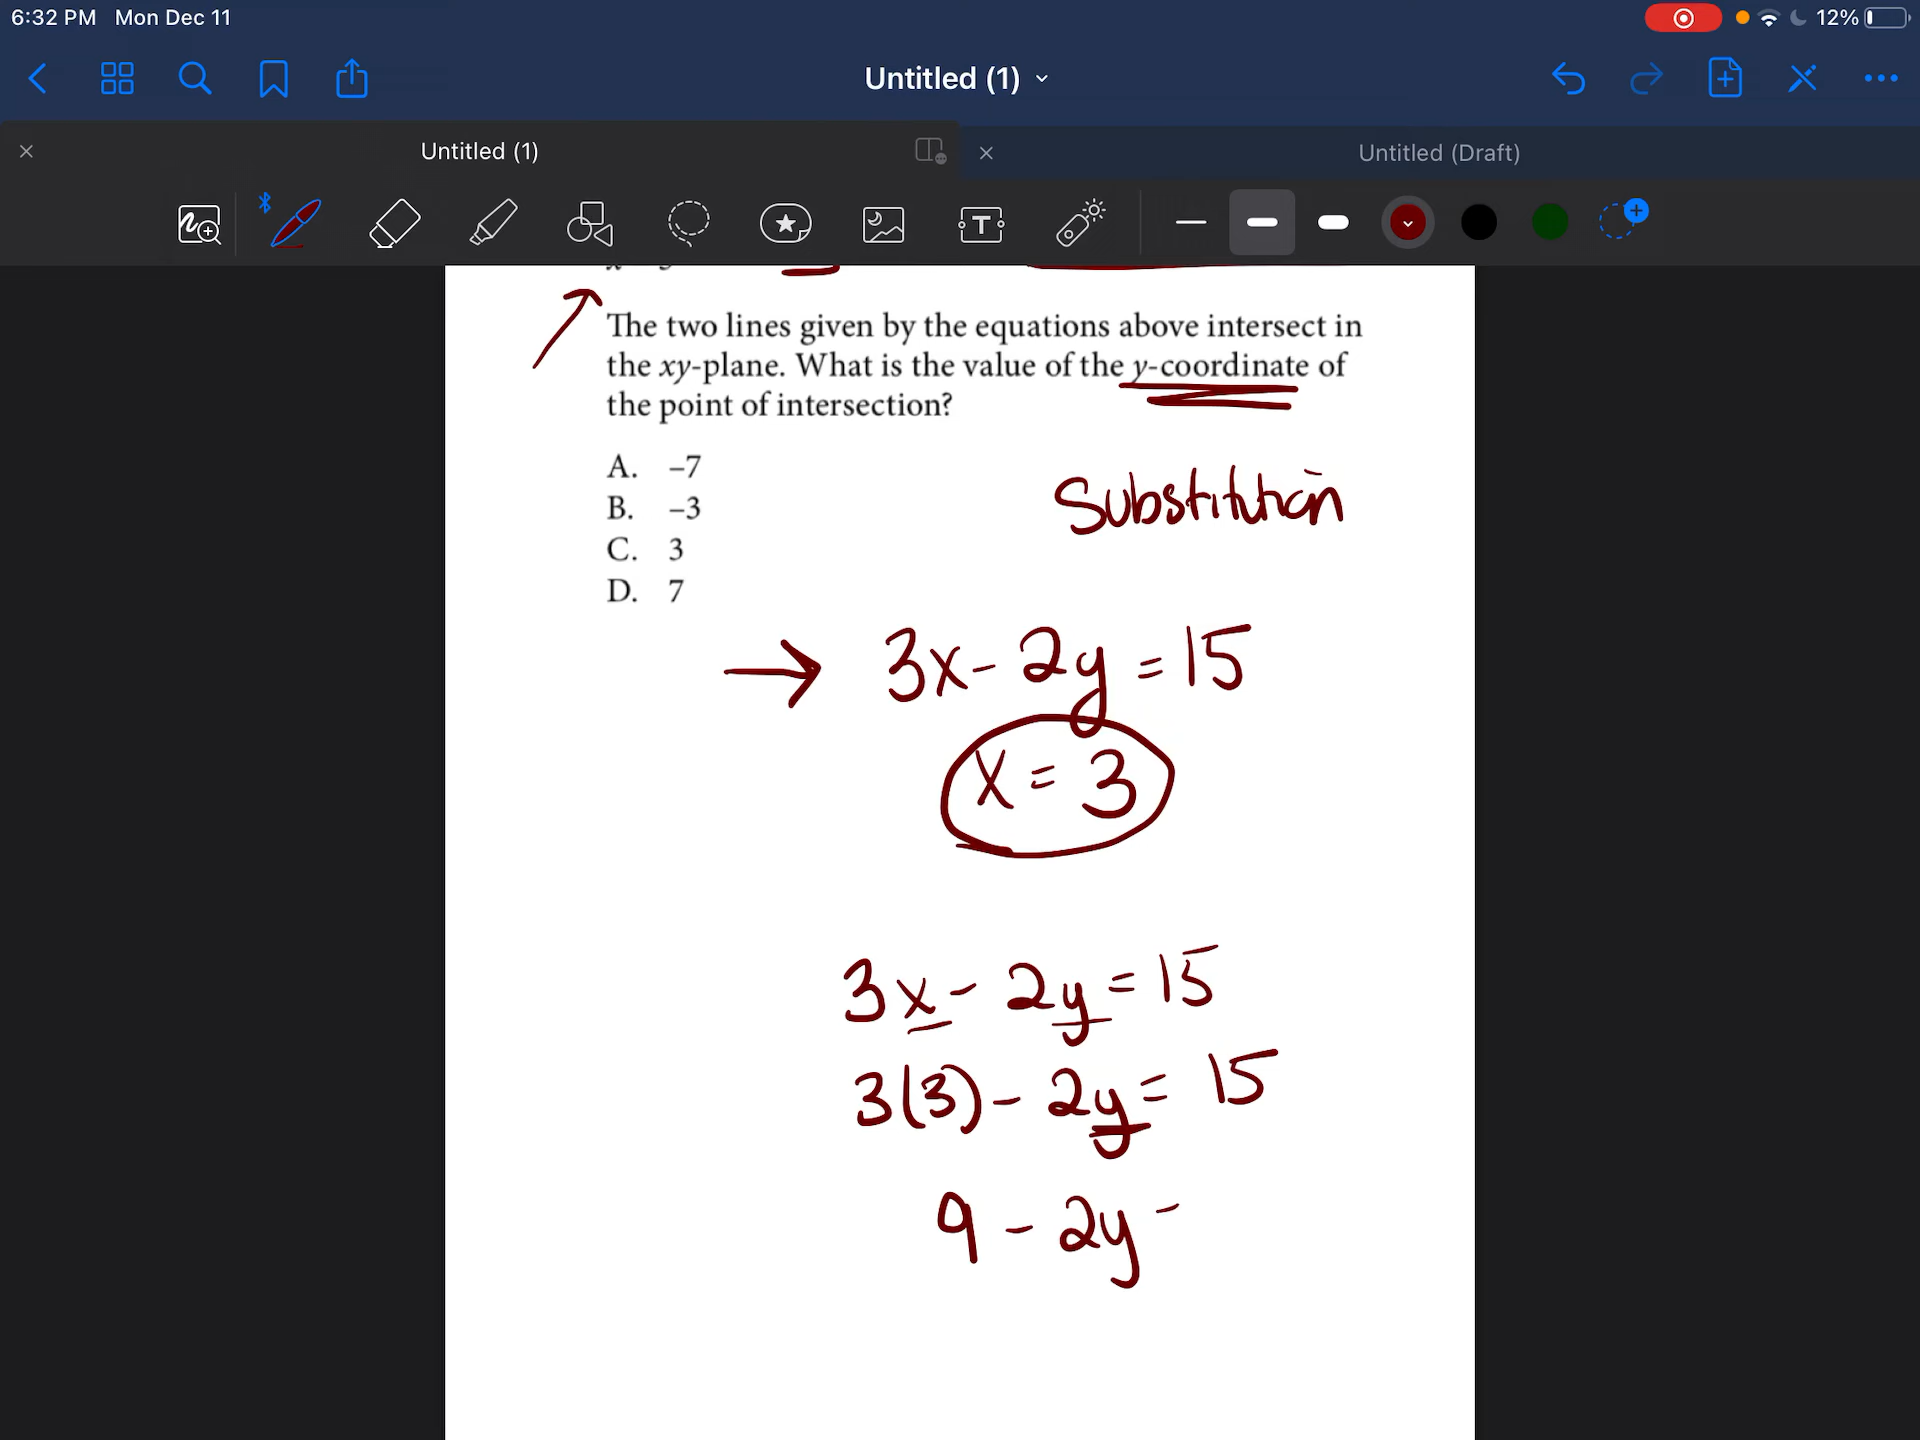 6:32 PM Mon Dec 11
12%
Untitled (1)
Untitled (1)
Untitled (Draft)
The two lines given by the equations above intersect in
the xy-plane. What is the value of the y-coordinate of
the point of intersection?
A. –7
B. –3
C. 3
D. 7
Substitution
→ 3x - 2y = 15
x = 3
3x - 2y = 15
3(3) - 2y = 15
9 - 2y -